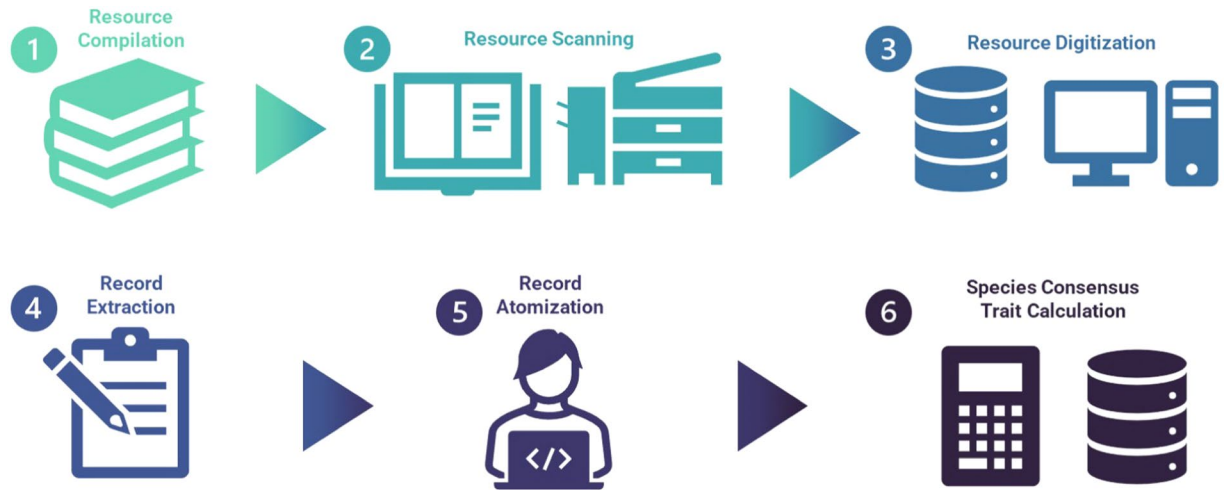 1
Resource
Compilation
2
Resource Scanning
3
Resource Digitization
4
Record
Extraction
5
Record
Atomization
</>
6
Species Consensus
Trait Calculation